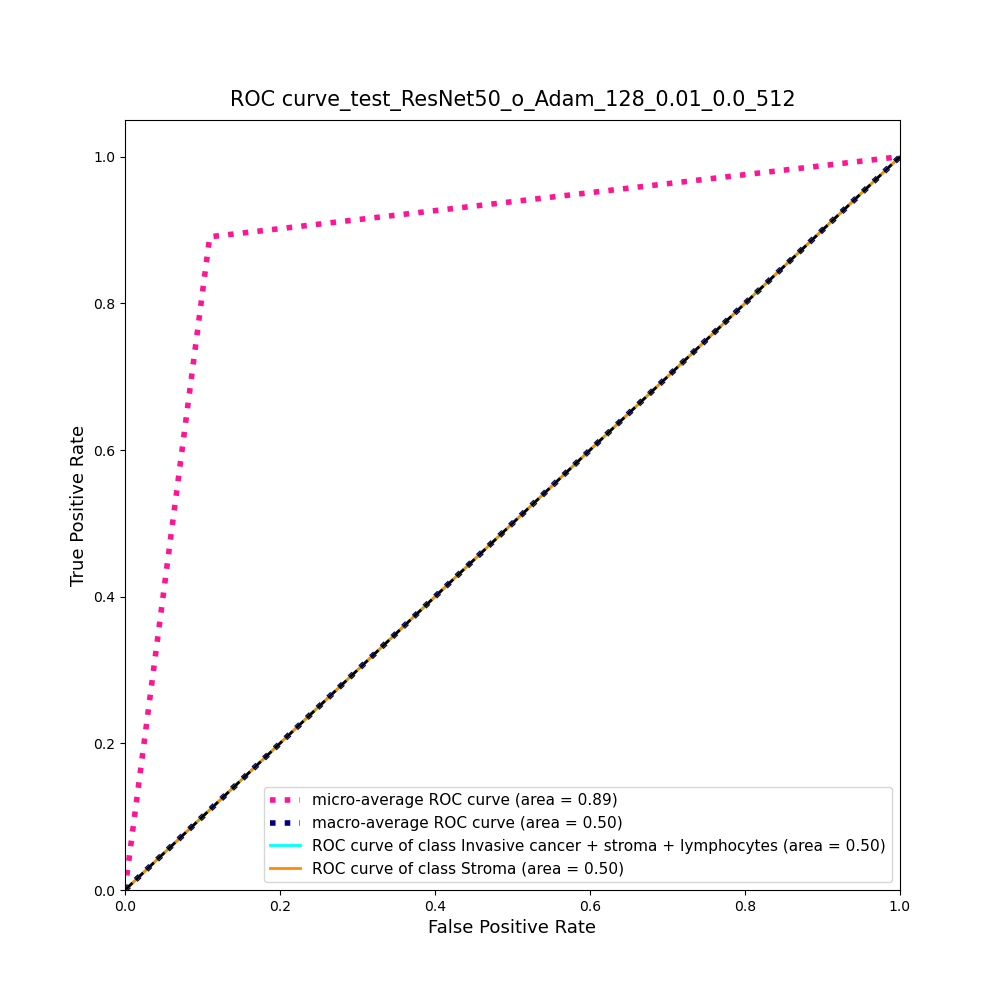 ROC curve_test_ResNet50_o_Adam_128_0.01_0.0_512
1.0
0.8
0.6
0.4
0.2
0.0
True Positive Rate
micro-average ROC curve (area = 0.89)
macro-average ROC curve (area = 0.50)
ROC curve of class Invasive cancer + stroma + lymphocytes (area = 0.50)
ROC curve of class Stroma (area = 0.50)
0.0 0.2 0.4 0.6 0.8 1.0
False Positive Rate